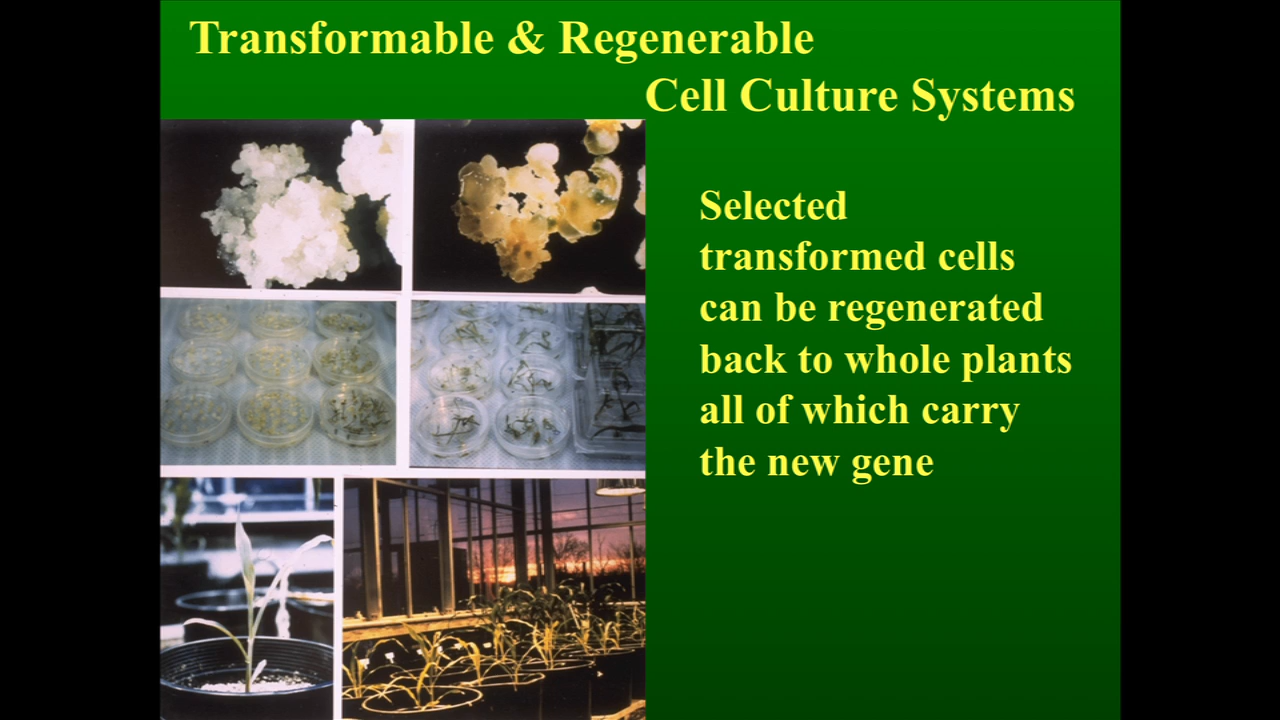 Transformable & Regenerable
Cell Culture Systems
Selected
transformed cells
can be regenerated
back to whole plants
all of which carry
the new gene